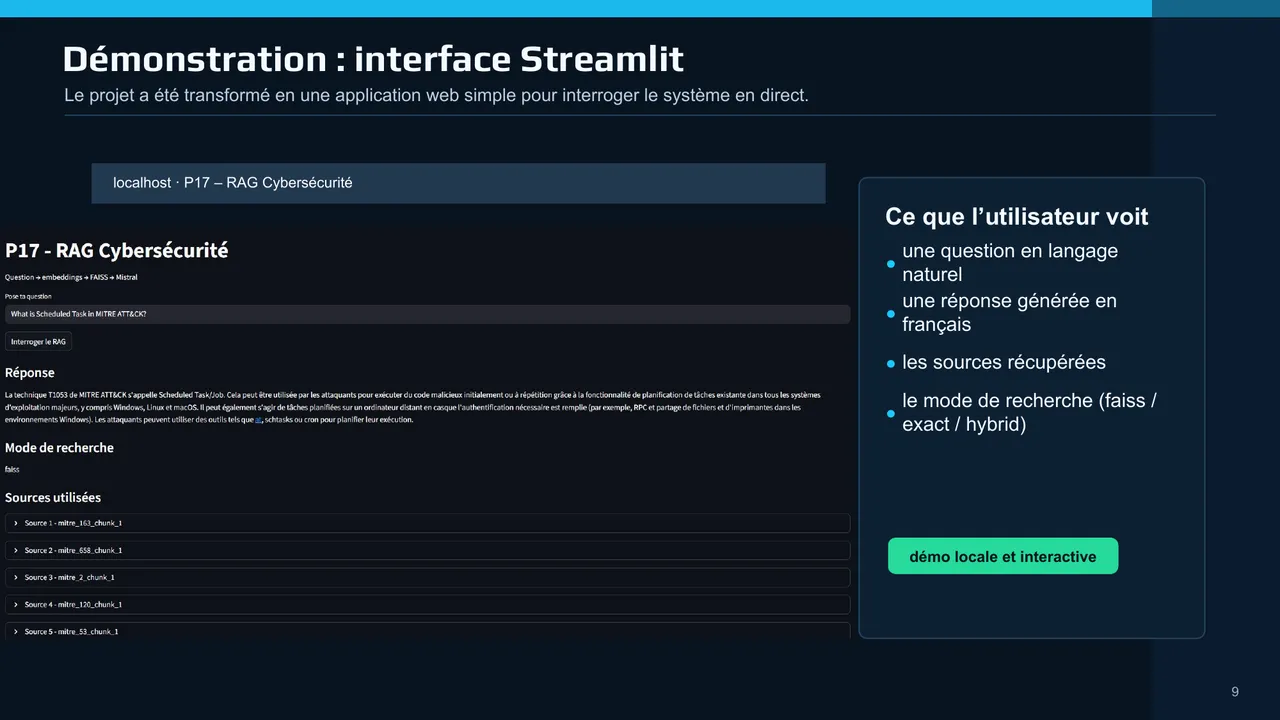 Démonstration : interface Streamlit
Le projet a été transformé en une application web simple pour interroger le système en direct.
localhost · P17 – RAG Cybersécurité
P17 - RAG Cybersécurité
Question → embeddings → FAISS → Mistral
Pose ta question
What is Scheduled Task in MITRE ATT&CK?
Interroger le RAG
Réponse
La technique T1053 de MITRE ATT&CK s'appelle Scheduled Task/Job. Cela peut être utilisée par les attaquants pour exécuter du code malicieux initialement ou à répétition grâce à la fonctionnalité de planification de tâches existante dans tous les systèmes
d'exploitation majeurs, y compris Windows, Linux et macOS. Il peut également s'agir de tâches planifiées sur un ordinateur distant en casque l'authentification nécessaire est remplie (par exemple, RPC et partage de fichiers et d'imprimantes dans les
environnements Windows). Les attaquants peuvent utiliser des outils tels que at, schtasks ou cron pour planifier leur exécution.
Mode de recherche
faiss
Sources utilisées
Source 1 - mitre_163_chunk_1
Source 2 - mitre_658_chunk_1
Source 3 - mitre_2_chunk_1
Source 4 - mitre_120_chunk_1
Source 5 - mitre_53_chunk_1
Ce que l'utilisateur voit
une question en langage
naturel
une réponse générée en
français
les sources récupérées
le mode de recherche (faiss /
exact / hybrid)
démo locale et interactive
9